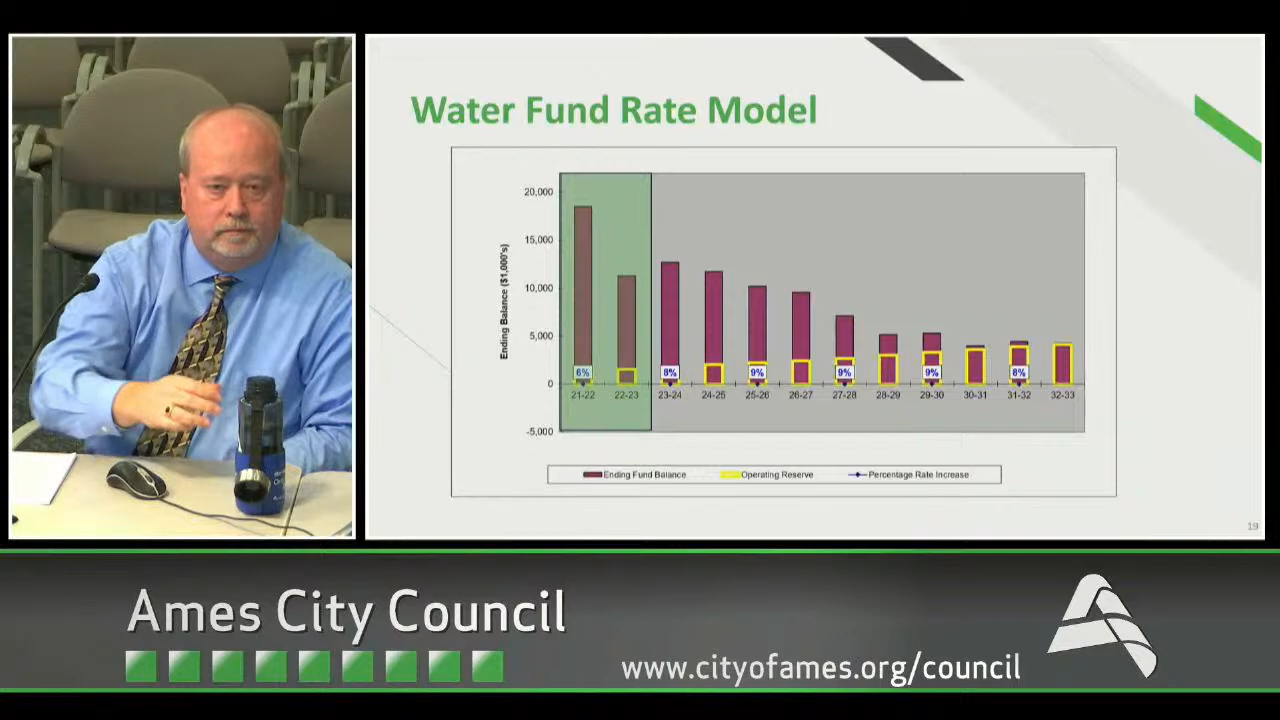 Water Fund Rate Model
Ending Balance ($1,000's)
20,000
15,000
10,000
5,000
0
-5,000
6% 8% 9% 9% 9% 8%
21-22 22-23 23-24 24-25 25-26 26-27 27-28 28-29 29-30 30-31 31-32 32-33
Ending Fund Balance Operating Reserve Percentage Rate Increase
19
Ames City Council
www.cityofames.org/council